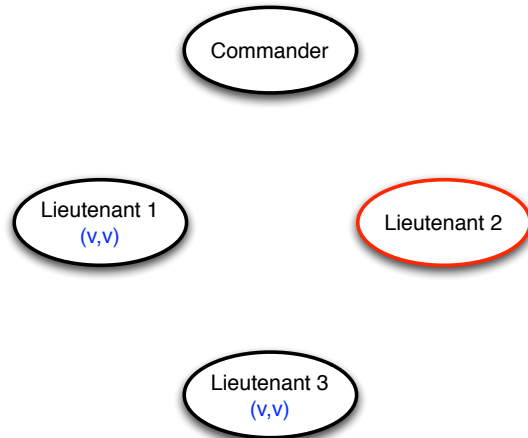 Commander
Lieutenant 1
(v,v)
Lieutenant 2
Lieutenant 3
(v,v)